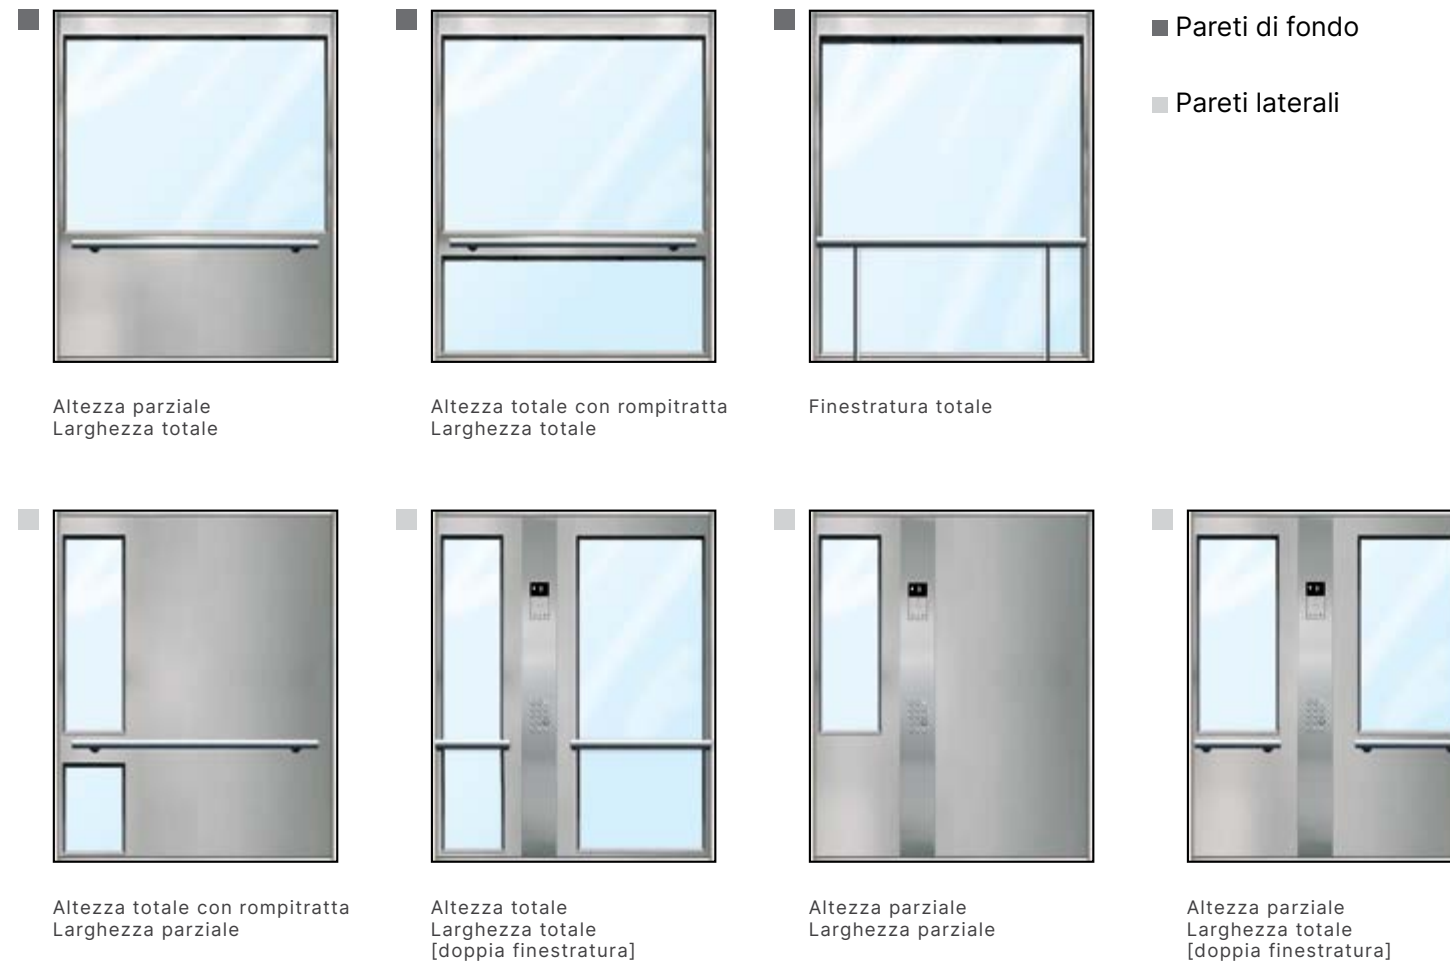 Pareti di fondo
Pareti laterali
Altezza parziale
Larghezza totale
Altezza totale con rompitratta
Larghezza totale
Finestratura totale
Altezza totale con rompitratta
Larghezza parziale
Altezza totale
Larghezza totale
[doppia finestratura]
Altezza parziale
Larghezza parziale
Altezza parziale
Larghezza totale
[doppia finestratura]